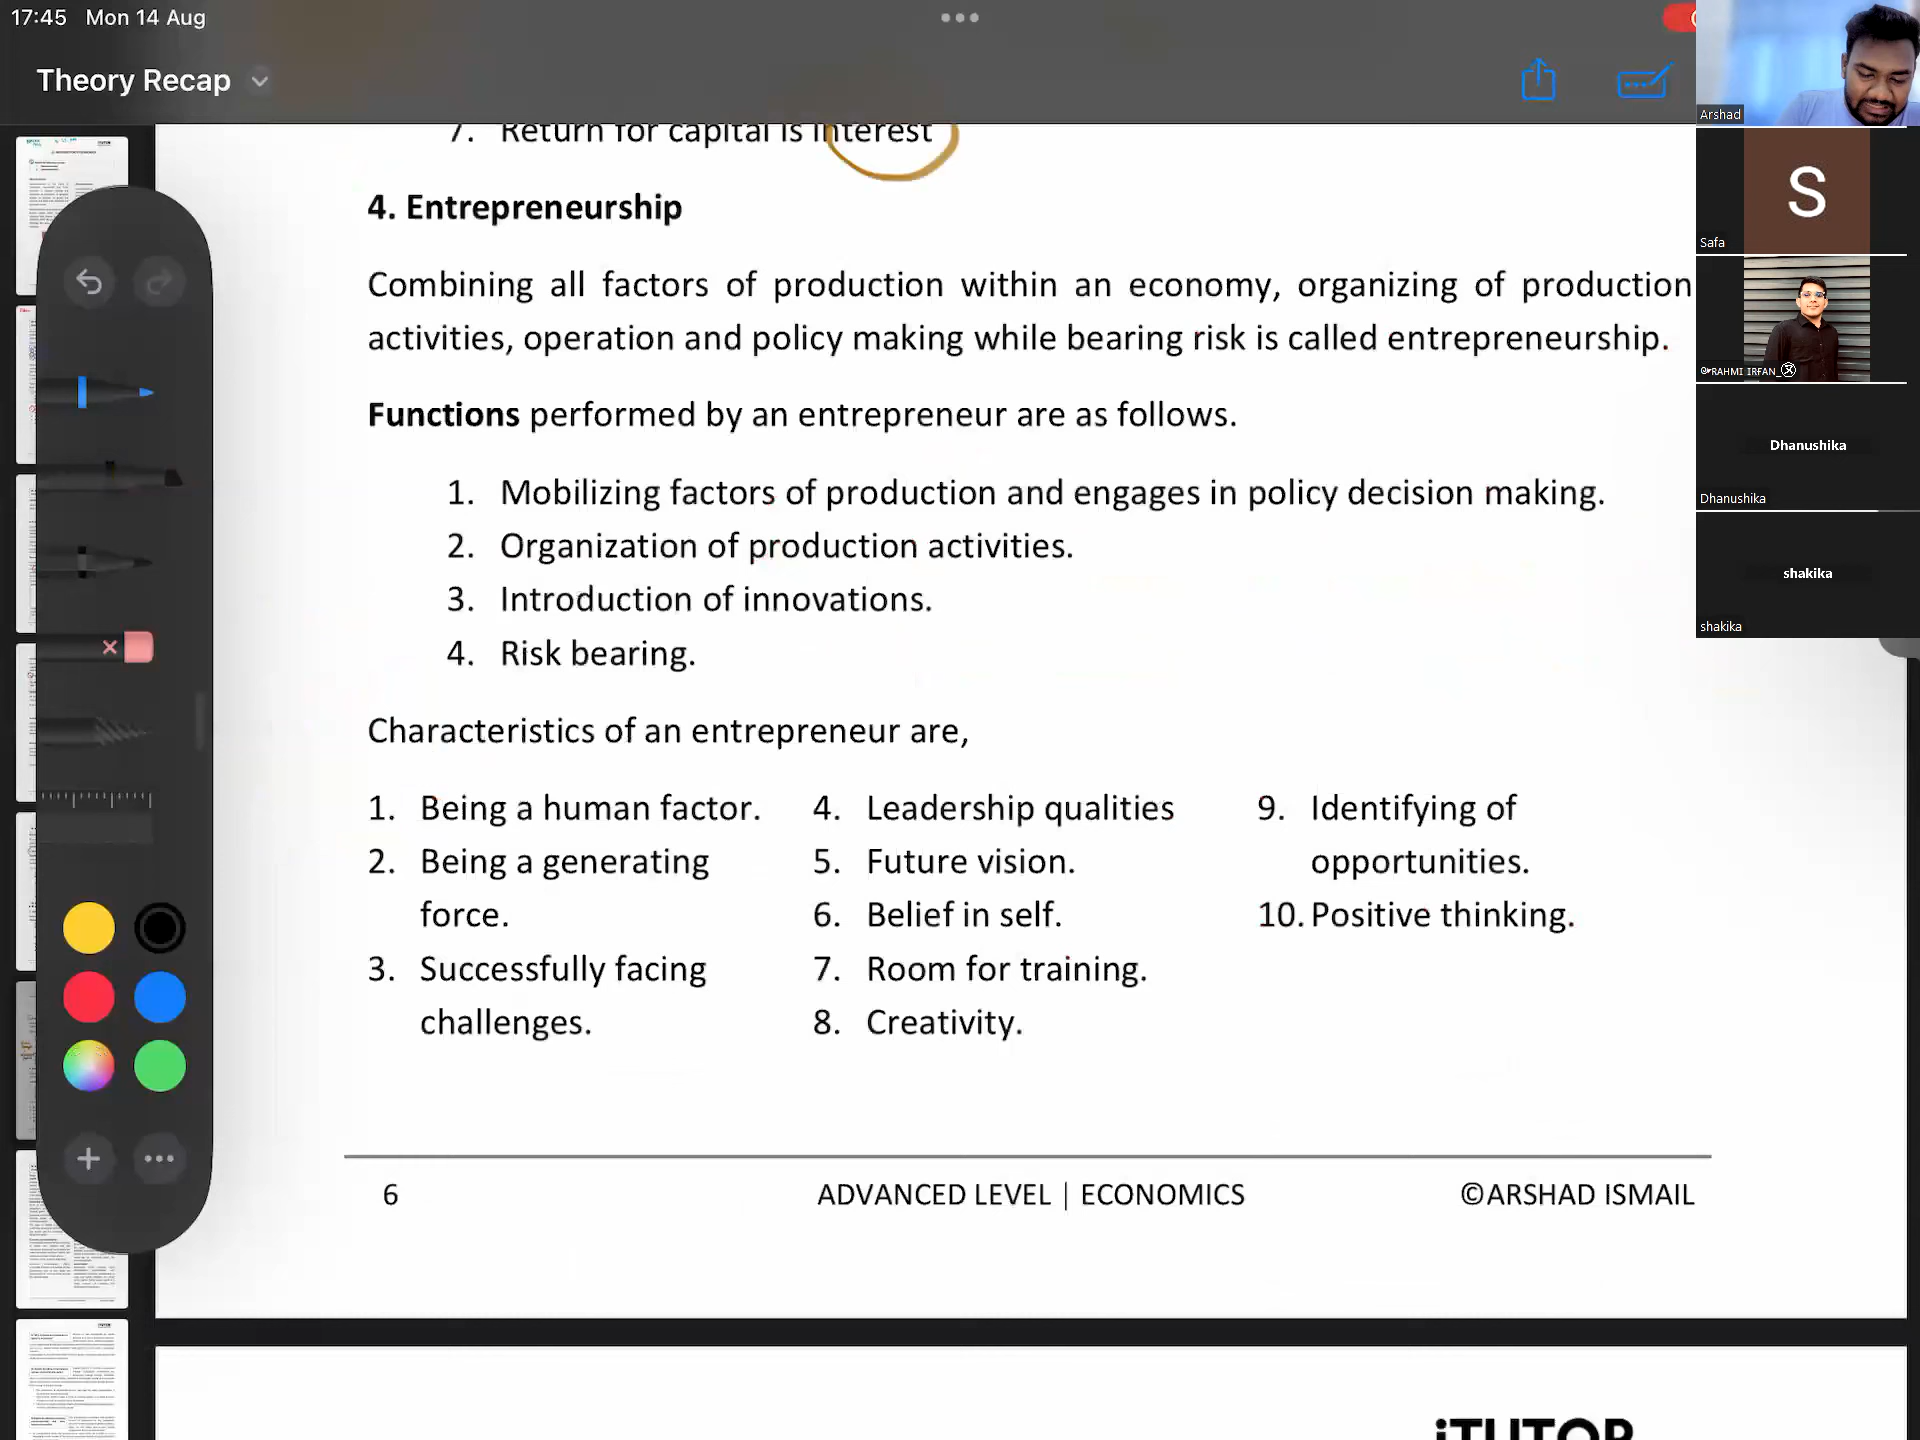 17:45 Mon 14 Aug
Theory Recap
Arshad
S
Safa
RAHMI IRFAN_
Dhanushika
Dhanushika
shakika
shakika
7. Return for capital is interest
4. Entrepreneurship
Combining all factors of production within an economy, organizing of production
activities, operation and policy making while bearing risk is called entrepreneurship.
Functions performed by an entrepreneur are as follows.
1. Mobilizing factors of production and engages in policy decision making.
2. Organization of production activities.
3. Introduction of innovations.
4. Risk bearing.
Characteristics of an entrepreneur are,
1. Being a human factor.
2. Being a generating
force.
3. Successfully facing
challenges.
4. Leadership qualities
5. Future vision.
6. Belief in self.
7. Room for training.
8. Creativity.
9. Identifying of
opportunities.
10. Positive thinking.
6 ADVANCED LEVEL | ECONOMICS ©ARSHAD ISMAIL
iTUTOR